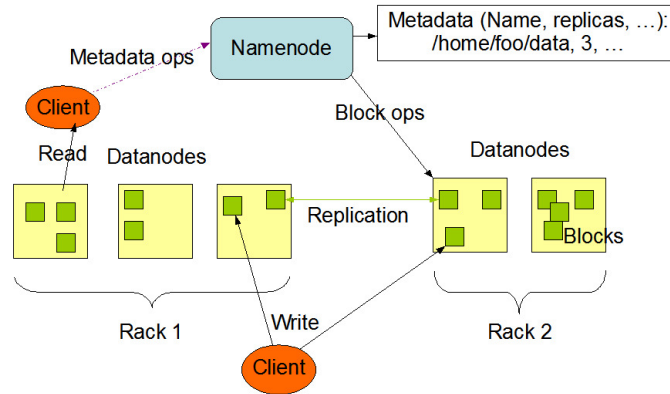 Metadata (Name, replicas, …):
/home/foo/data, 3, …
Namenode
Metadata ops
Client
Block ops
Read
Datanodes
Datanodes
Replication
Blocks
Rack 1
Write
Rack 2
Client